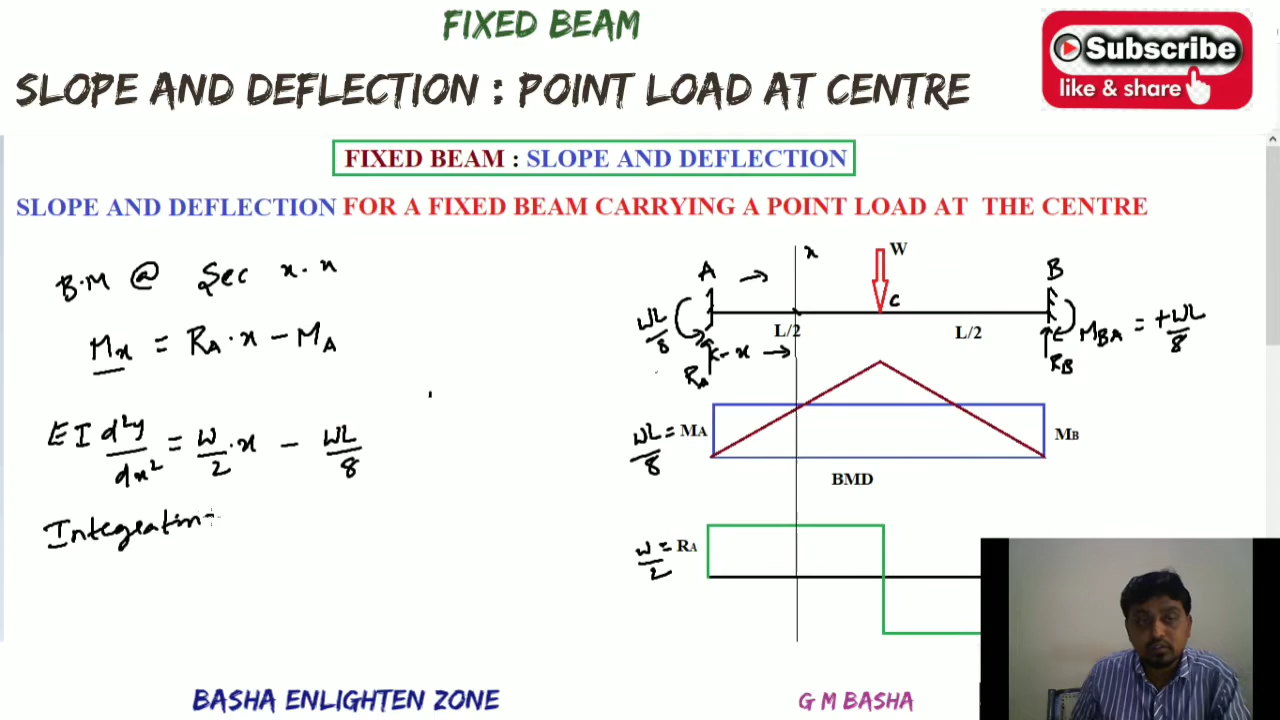 FIXED BEAM
SLOPE AND DEFLECTION : POINT LOAD AT CENTRE
Subscribe
like & share
FIXED BEAM : SLOPE AND DEFLECTION
SLOPE AND DEFLECTION FOR A FIXED BEAM CARRYING A POINT LOAD AT THE CENTRE
B.M @ Sec x.x
Mx = RA.x - MA
EI d²y/dx² = W/2.x - WL/8
Integratin
x
W
A
B
C
WL/8
L/2
L/2
MBA = +WL/8
x
RA
RB
WL/8 = MA
MB
BMD
W/2 = RA
BASHA ENLIGHTEN ZONE
G M BASHA